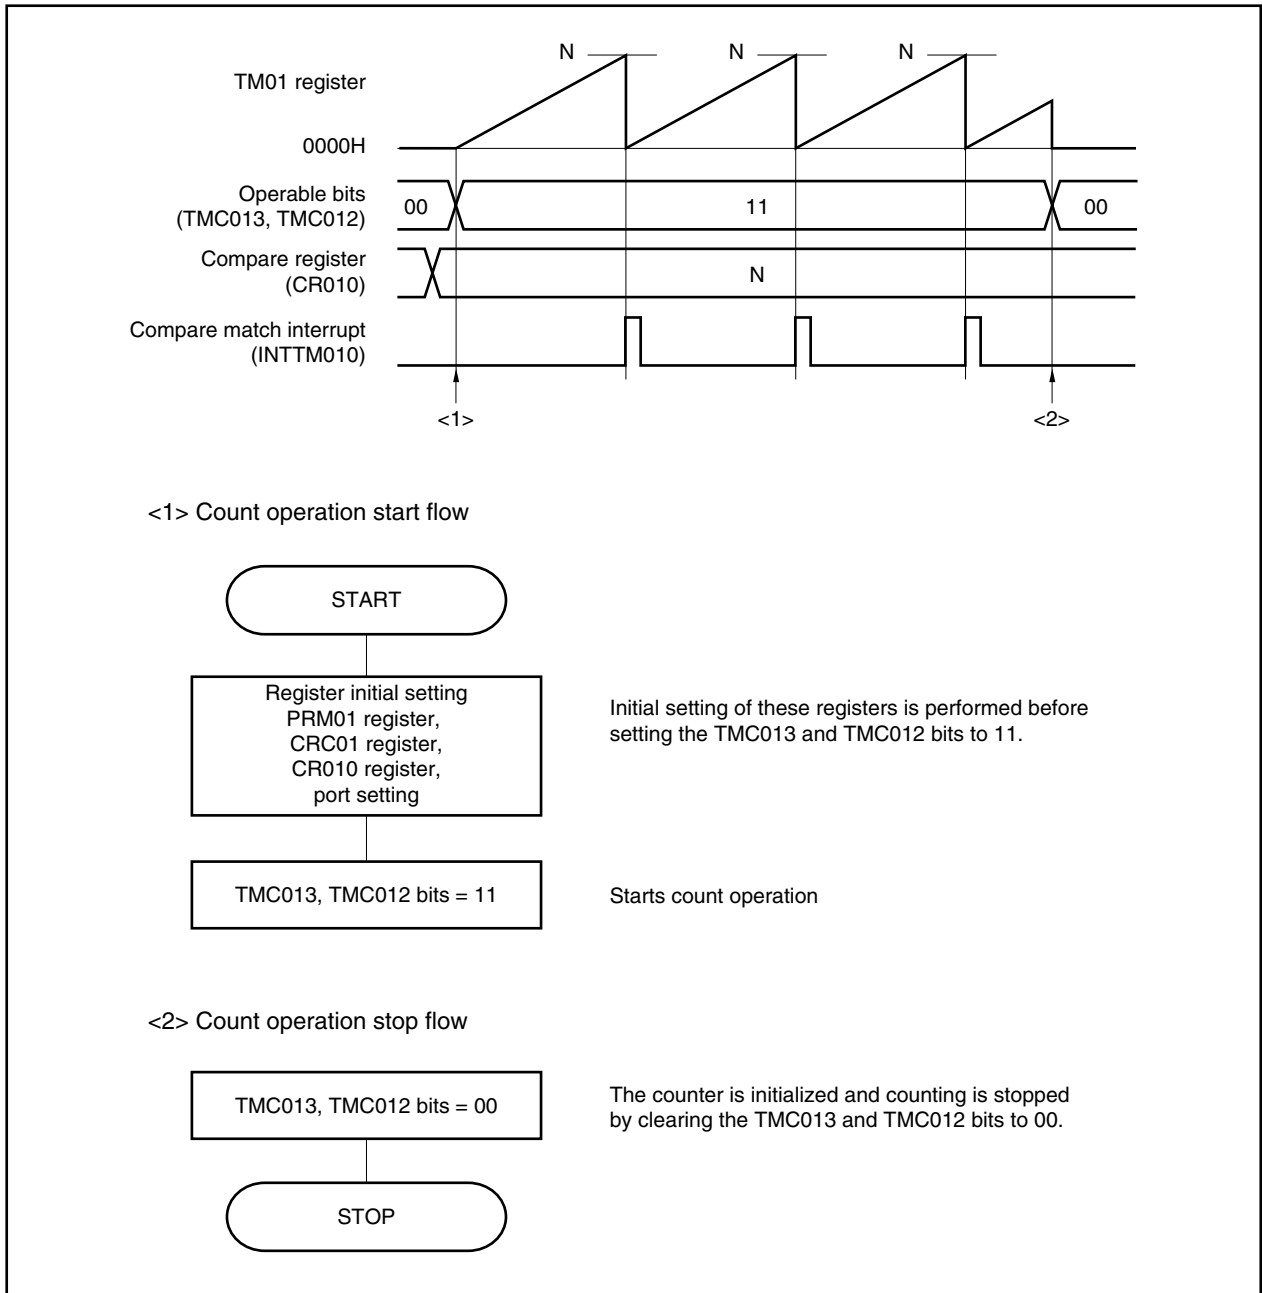 N N N
TM01 register
0000H
Operable bits
(TMC013, TMC012)
00 11 00
Compare register
(CR010)
N
Compare match interrupt
(INTTM010)
<1> <2>
<1> Count operation start flow
START
Register initial setting
PRM01 register,
CRC01 register,
CR010 register,
port setting
Initial setting of these registers is performed before
setting the TMC013 and TMC012 bits to 11.
TMC013, TMC012 bits = 11
Starts count operation
<2> Count operation stop flow
TMC013, TMC012 bits = 00
The counter is initialized and counting is stopped
by clearing the TMC013 and TMC012 bits to 00.
STOP